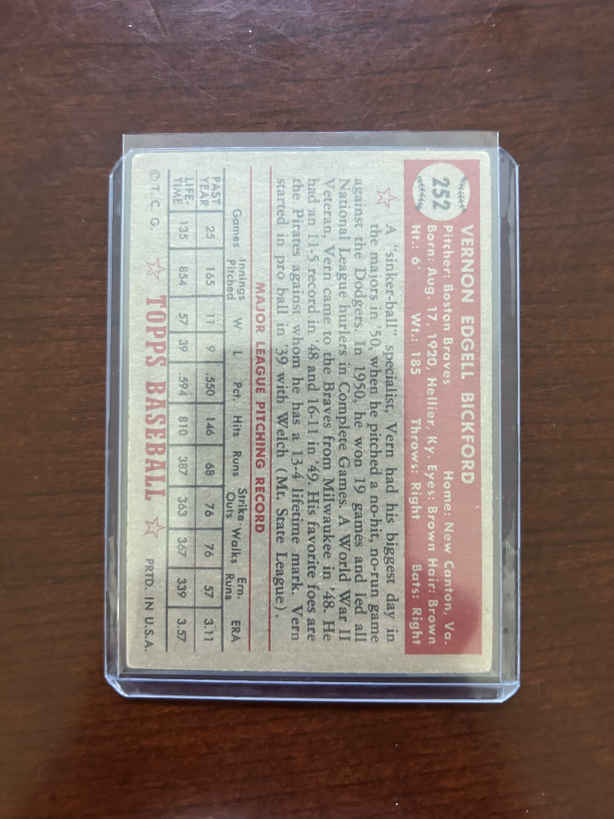 252
VERNON EDGELL BICKFORD
Pitcher: Boston Braves Home: New Canton, Va.
Born: Aug. 17, 1920, Hellier, Ky. Eyes: Brown Hair: Brown
Ht.: 6' Wt.: 185 Throws: Right Bats: Right
A "sinker-ball" specialist, Vern had his biggest day in
the majors in '50, when he pitched a no-hit, no-run game
against the Dodgers. In 1950, he won 19 games and led all
National League hurlers in Complete Games. A World War II
Veteran, Vern came to the Braves from Milwaukee in '48. He
had an 11-5 record in '48 and 16-11 in '49. His favorite foes are
the Pirates against whom he has a 13-4 lifetime mark. Vern
started in pro ball in '39 with Welch (Mt. State League).
MAJOR LEAGUE PITCHING RECORD
Games Innings Pitched W L Pct. Hits Runs Strike-Outs Walks Ern. Runs ERA
PAST YEAR 25 165 11 9 .550 146 68 76 76 57 3.11
LIFE-TIME 135 854 57 39 .594 810 387 363 367 339 3.57
© T. C. G. TOPPS BASEBALL PRTD. IN U.S.A.